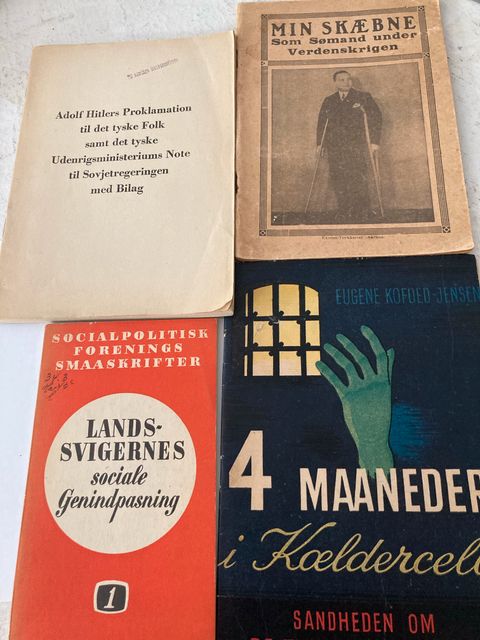 Adolf Hitlers Proklamation
til det tyske Folk
samt det tyske
Udenrigsministeriums Note
til Sovjetregeringen
med Bilag
MIN SKÆBNE
Som Sømand under
Verdenskrigen
SOCIALPOLITISK
FORENINGS
SMAASKRIFTER
LANDS-
SVIGERNES
sociale
Genindpasning
1
EUGENE KOFOED-JENSEN
4 MAANEDER
i Kældercell
SANDHEDEN OM